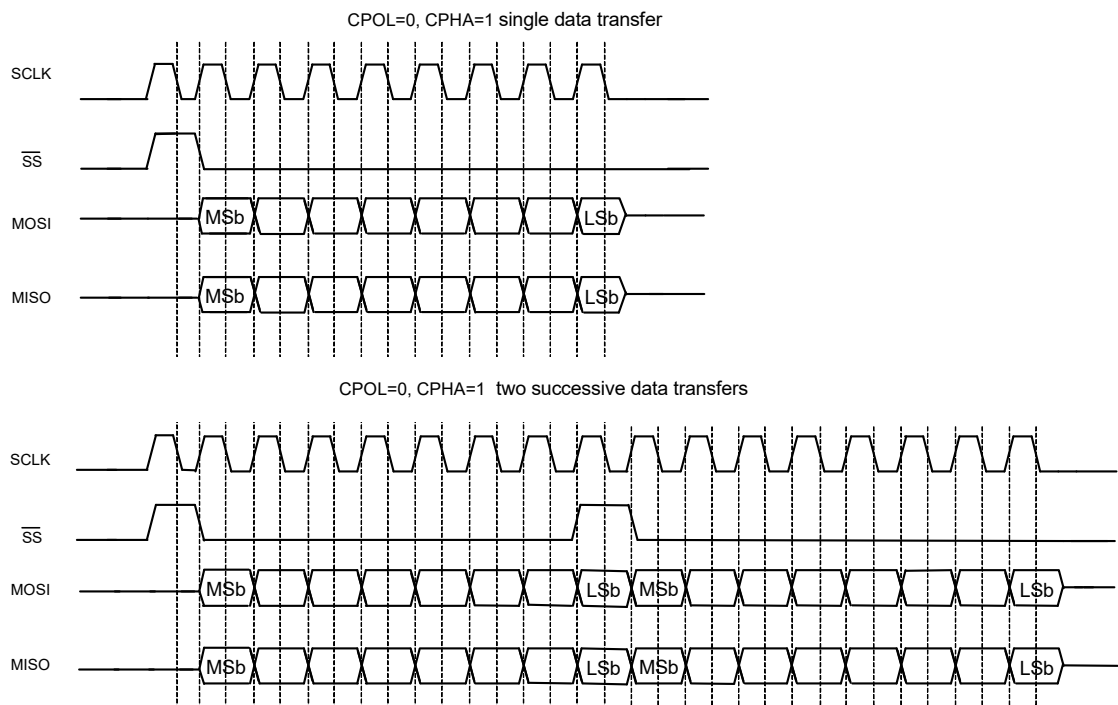 CPOL=0, CPHA=1 single data transfer
SCLK
SS
MOSI MSb LSb
MISO MSb LSb
CPOL=0, CPHA=1 two successive data transfers
SCLK
SS
MOSI MSb LSb MSb LSb
MISO MSb LSb MSb LSb